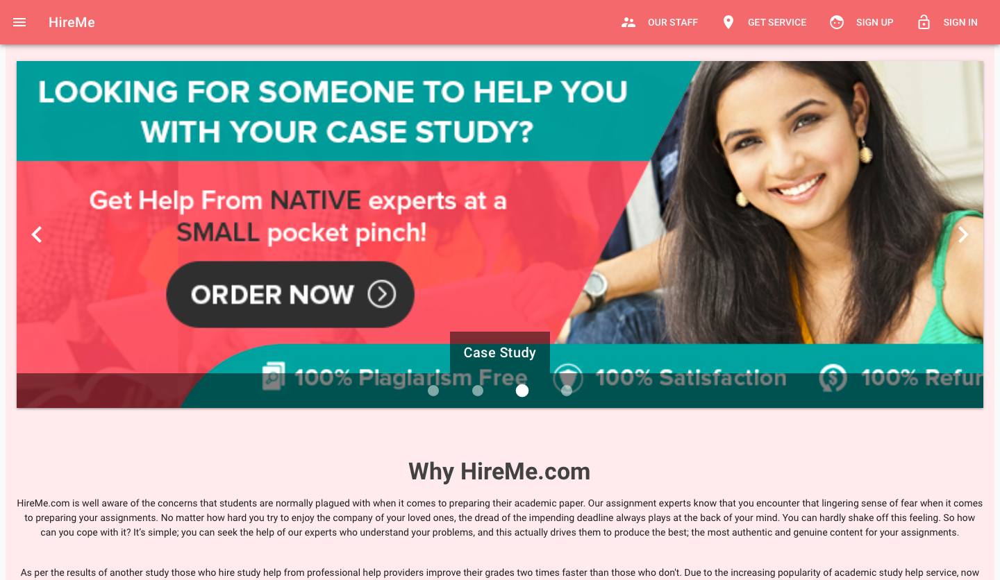 HireMe
OUR STAFF
GET SERVICE
SIGN UP
SIGN IN
LOOKING FOR SOMEONE TO HELP YOU
WITH YOUR CASE STUDY?
Get Help From NATIVE experts at a
SMALL pocket pinch!
ORDER NOW
Case Study
100% Plagiarism Free
100% Satisfaction
100% Refun
Why HireMe.com
HireMe.com is well aware of the concerns that students are normally plagued with when it comes to preparing their academic paper. Our assignment experts know that you encounter that lingering sense of fear when it comes
to preparing your assignments. No matter how hard you try to enjoy the company of your loved ones, the dread of the impending deadline always plays at the back of your mind. You can hardly shake off this feeling. So how
can you cope with it? It’s simple; you can seek the help of our experts who understand your problems, and this actually drives them to produce the best; the most authentic and genuine content for your assignments.
As per the results of another study those who hire study help from professional help providers improve their grades two times faster than those who don't. Due to the increasing popularity of academic study help service, now